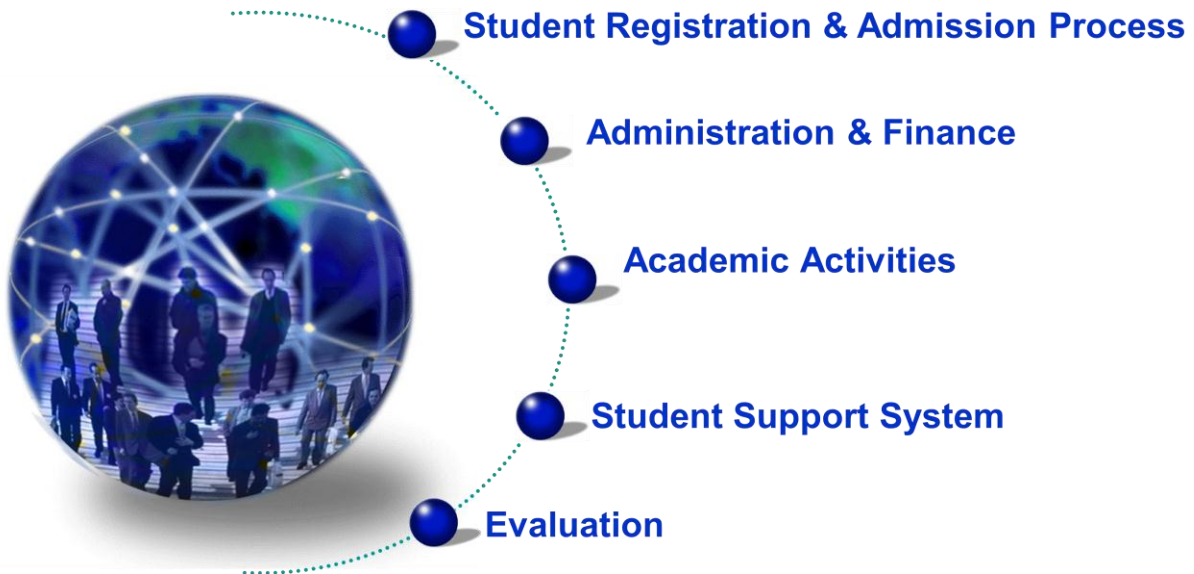 Student Registration & Admission Process
Administration & Finance
Academic Activities
Student Support System
Evaluation